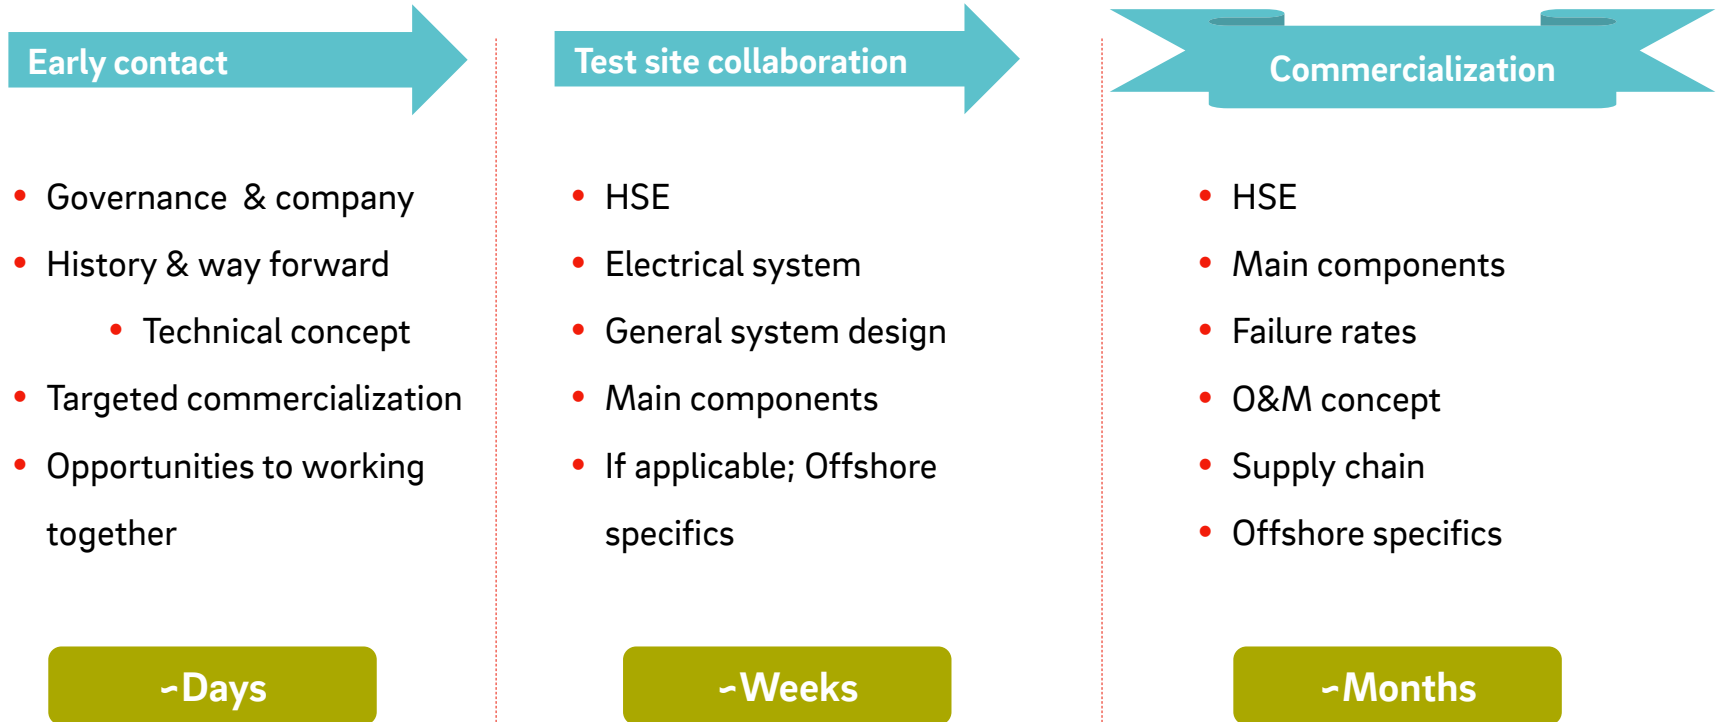 Early contact
• Governance & company
• History & way forward
• Technical concept
• Targeted commercialization
• Opportunities to working
together
~Days
Test site collaboration
• HSE
• Electrical system
• General system design
• Main components
• If applicable; Offshore
specifics
~Weeks
Commercialization
• HSE
• Main components
• Failure rates
• O&M concept
• Supply chain
• Offshore specifics
~Months